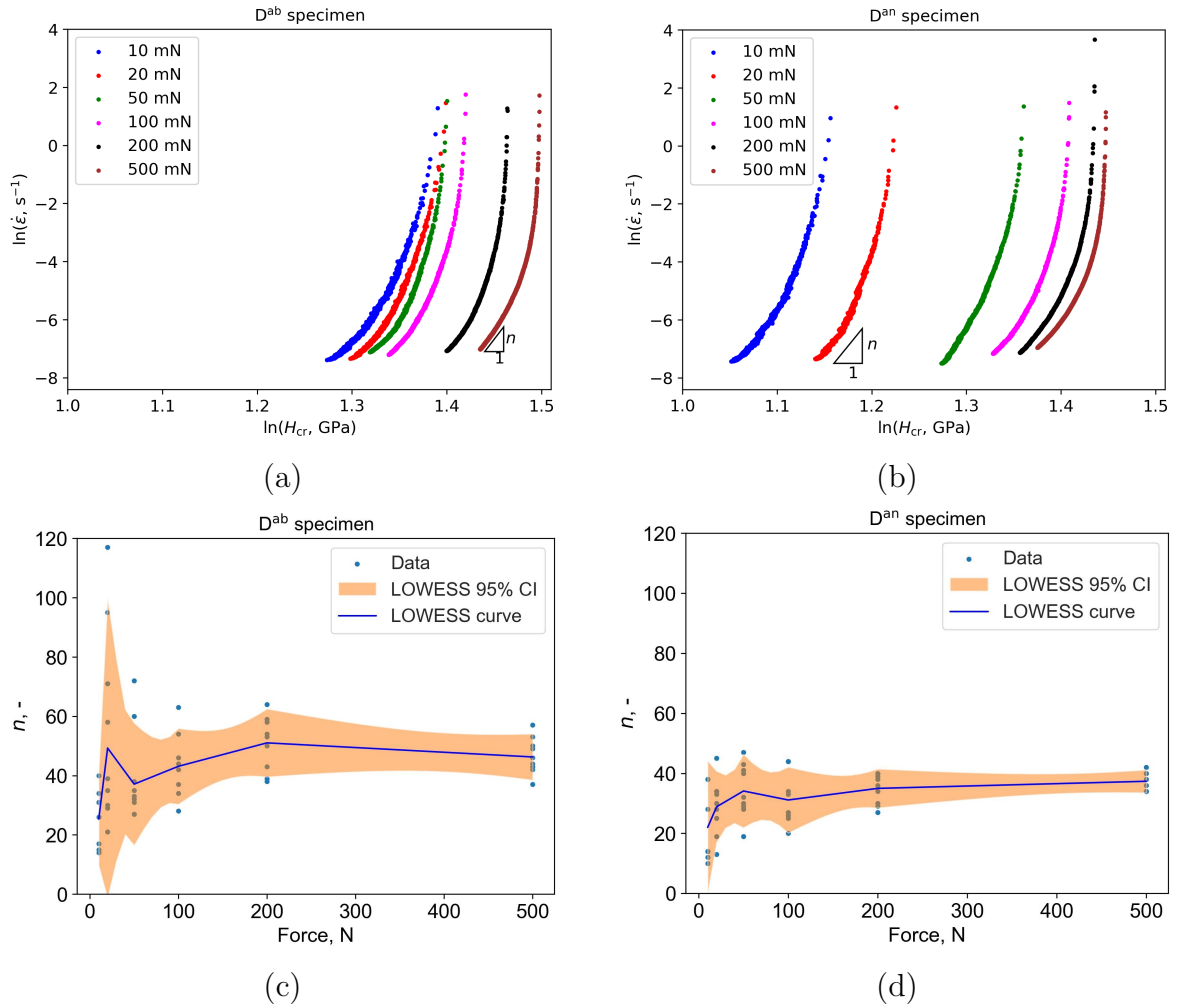 D^ab specimen
4
2
0
−2
−4
−6
−8
ln(ε̇, s⁻¹)
10 mN
20 mN
50 mN
100 mN
200 mN
500 mN
n
1
1.0 1.1 1.2 1.3 1.4 1.5
ln(H_cr, GPa)
(a)
D^an specimen
4
2
0
−2
−4
−6
−8
ln(ε̇, s⁻¹)
10 mN
20 mN
50 mN
100 mN
200 mN
500 mN
n
1
1.0 1.1 1.2 1.3 1.4 1.5
ln(H_cr, GPa)
(b)
D^ab specimen
120
100
80
60
40
20
0
n, -
Data
LOWESS 95% CI
LOWESS curve
0 100 200 300 400 500
Force, N
(c)
D^an specimen
120
100
80
60
40
20
0
n, -
Data
LOWESS 95% CI
LOWESS curve
0 100 200 300 400 500
Force, N
(d)